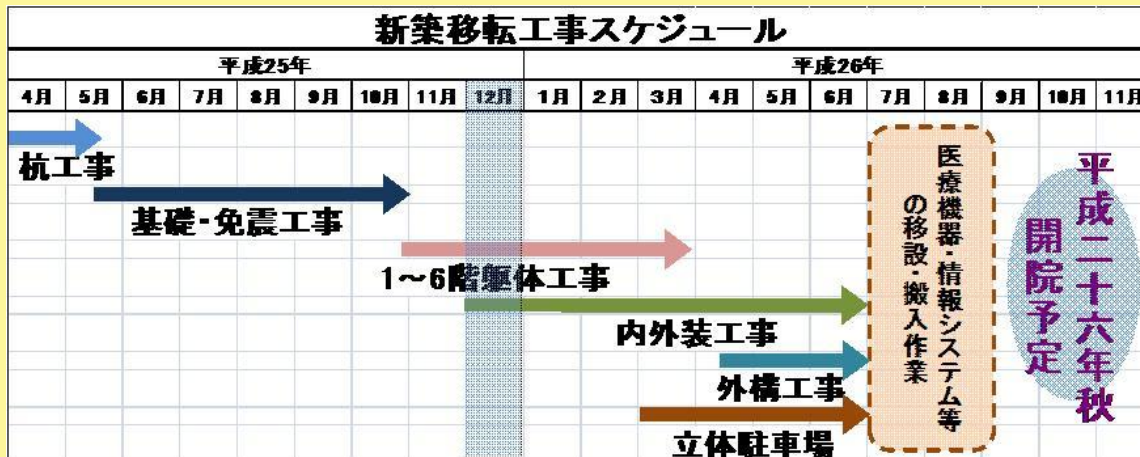 新築移転工事スケジュール
平成25年 平成26年
4月 5月 6月 7月 8月 9月 10月 11月 12月 1月 2月 3月 4月 5月 6月 7月 8月 9月 10月 11月
杭工事
基礎・免震工事
1～6階躯体工事
内外装工事
外構工事
立体駐車場
医療機器・情報システム等
の移設・搬入作業
平成二十六年秋
開院予定